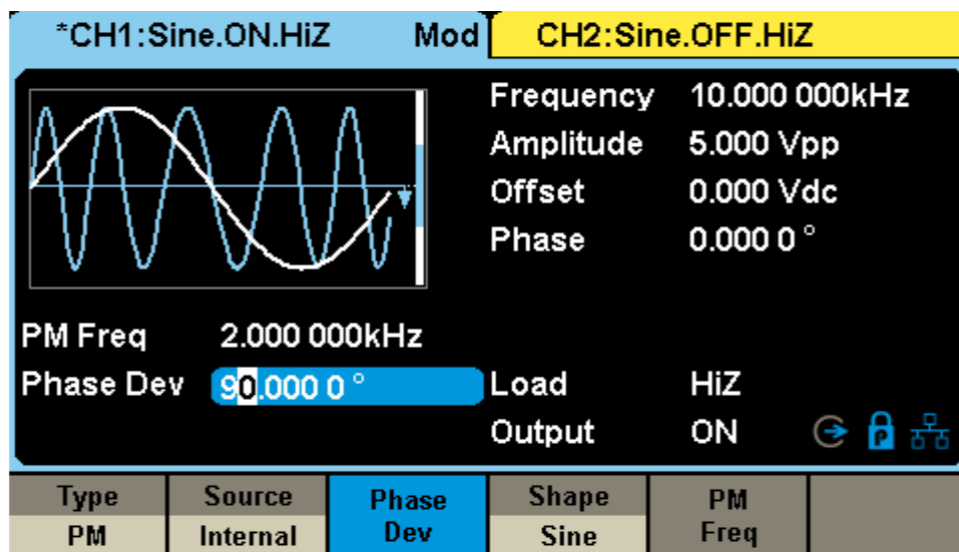 *CH1:Sine.ON.HiZ Mod CH2:Sine.OFF.HiZ
Frequency 10.000 000kHz
Amplitude 5.000 Vpp
Offset 0.000 Vdc
Phase 0.000 0 °
PM Freq 2.000 000kHz
Phase Dev 90.000 0 ° Load HiZ
Output ON P
Type Source Phase Dev Shape PM Freq
PM Internal Sine